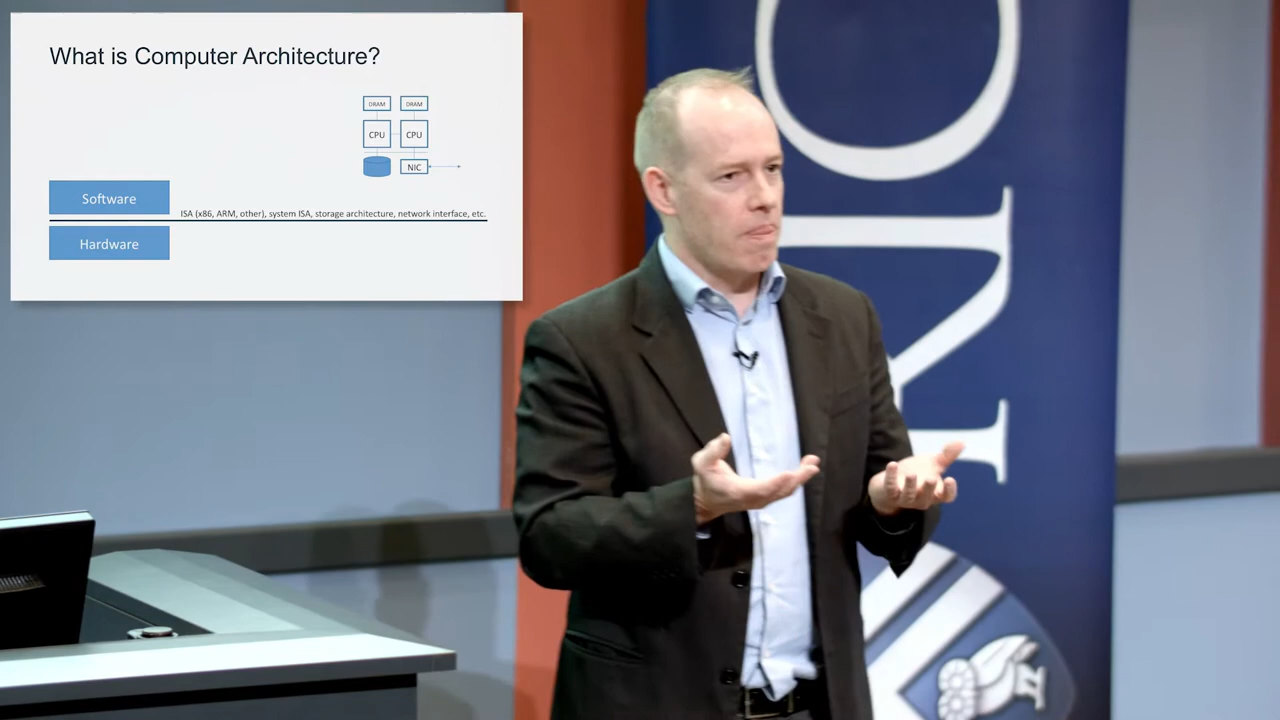 What is Computer Architecture?
DRAM DRAM
CPU CPU
NIC
Software
ISA (x86, ARM, other), system ISA, storage architecture, network interface, etc.
Hardware